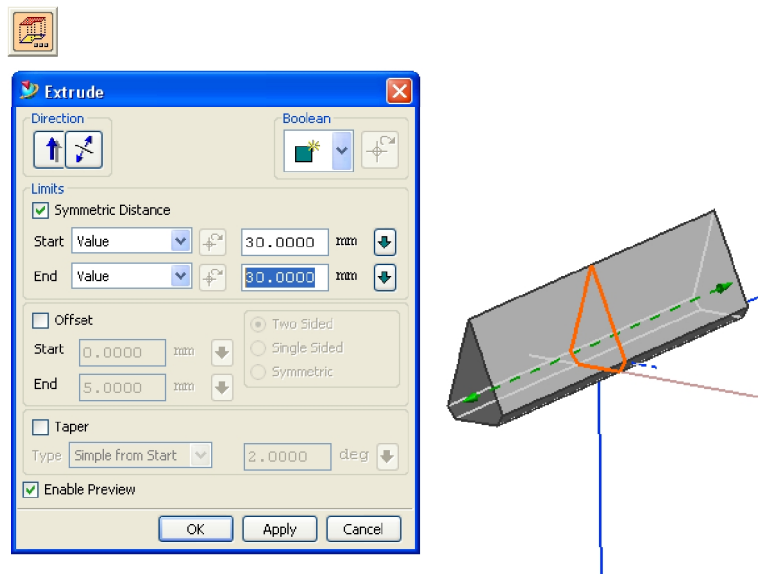 Extrude
Direction
Boolean
Limits
Symmetric Distance
Start Value 30.0000 mm
End Value 30.0000 mm
Offset
Two Sided
Start 0.0000 mm
Single Sided
End 5.0000 mm
Symmetric
Taper
Type Simple from Start 2.0000 deg
Enable Preview
OK Apply Cancel